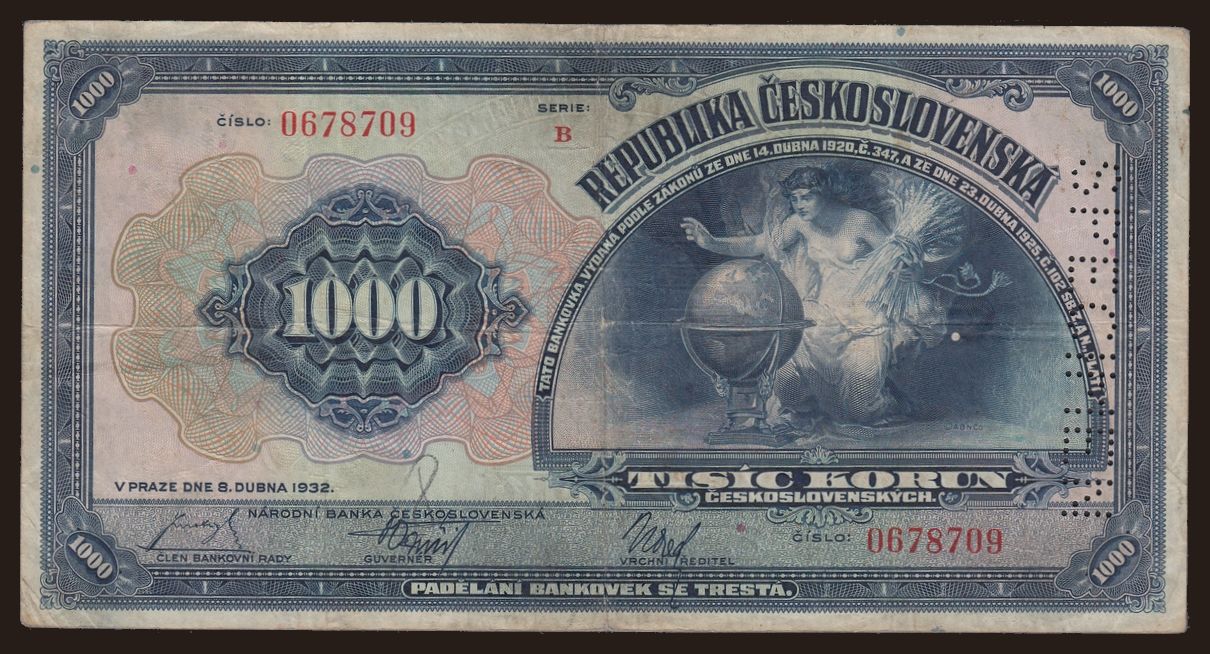 1000
1000
ČÍSLO: 0678709
SERIE:
B
REPUBLIKA ČESKOSLOVENSKÁ
TATO BANKOVKA, VYDANÁ PODLE ZÁKONŮ ZE DNE 14. DUBNA 1920, Č. 347, A ZE DNE 23. DUBNA 1925, Č. 102 SB. Z. A N., PLATÍ
1000
TISÍC KORUN
ČESKOSLOVENSKÝCH.
V PRAZE DNE 8. DUBNA 1932.
NÁRODNÍ BANKA ČESKOSLOVENSKÁ
ČLEN BANKOVNÍ RADY
GUVERNÉR
VRCHNÍ ŘEDITEL
ČÍSLO: 0678709
1000
1000
PADĚLÁNÍ BANKOVEK SE TRESTÁ.